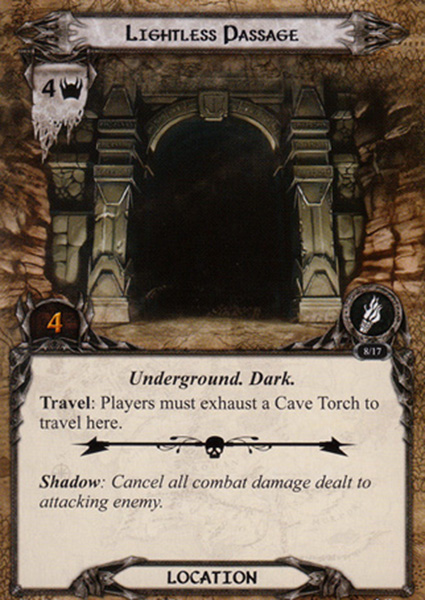 Lightless Passage
4
4
8/17
Underground. Dark.
Travel: Players must exhaust a Cave Torch to
travel here.
Shadow: Cancel all combat damage dealt to
attacking enemy.
LOCATION